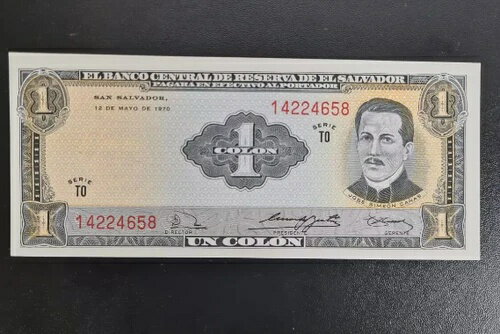 EL BANCO CENTRAL DE RESERVA DE EL SALVADOR
PAGARA EN EFECTIVO AL PORTADOR
1
1
SAN SALVADOR,
12 DE MAYO DE 1970
14224658
SERIE
TO
1
COLON
JOSE SIMEON CAÑAS
SERIE
TO
14224658
DIRECTOR
PRESIDENTE
GERENTE
1
1
UN COLON